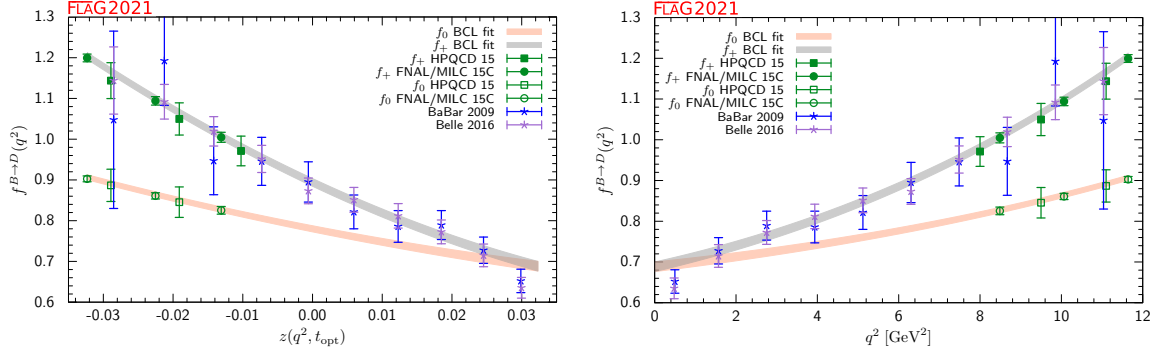 FLAG2021
f₀ BCL fit
f₊ BCL fit
f₊ HPQCD 15
f₊ FNAL/MILC 15C
f₀ HPQCD 15
f₀ FNAL/MILC 15C
BaBar 2009
Belle 2016
f^{B→D}(q²)
1.3
1.2
1.1
1.0
0.9
0.8
0.7
0.6
-0.03 -0.02 -0.01 0.00 0.01 0.02 0.03
z(q², t_opt)
FLAG2021
f₀ BCL fit
f₊ BCL fit
f₊ HPQCD 15
f₊ FNAL/MILC 15C
f₀ HPQCD 15
f₀ FNAL/MILC 15C
BaBar 2009
Belle 2016
f^{B→D}(q²)
1.3
1.2
1.1
1.0
0.9
0.8
0.7
0.6
0 2 4 6 8 10 12
q² [GeV²]